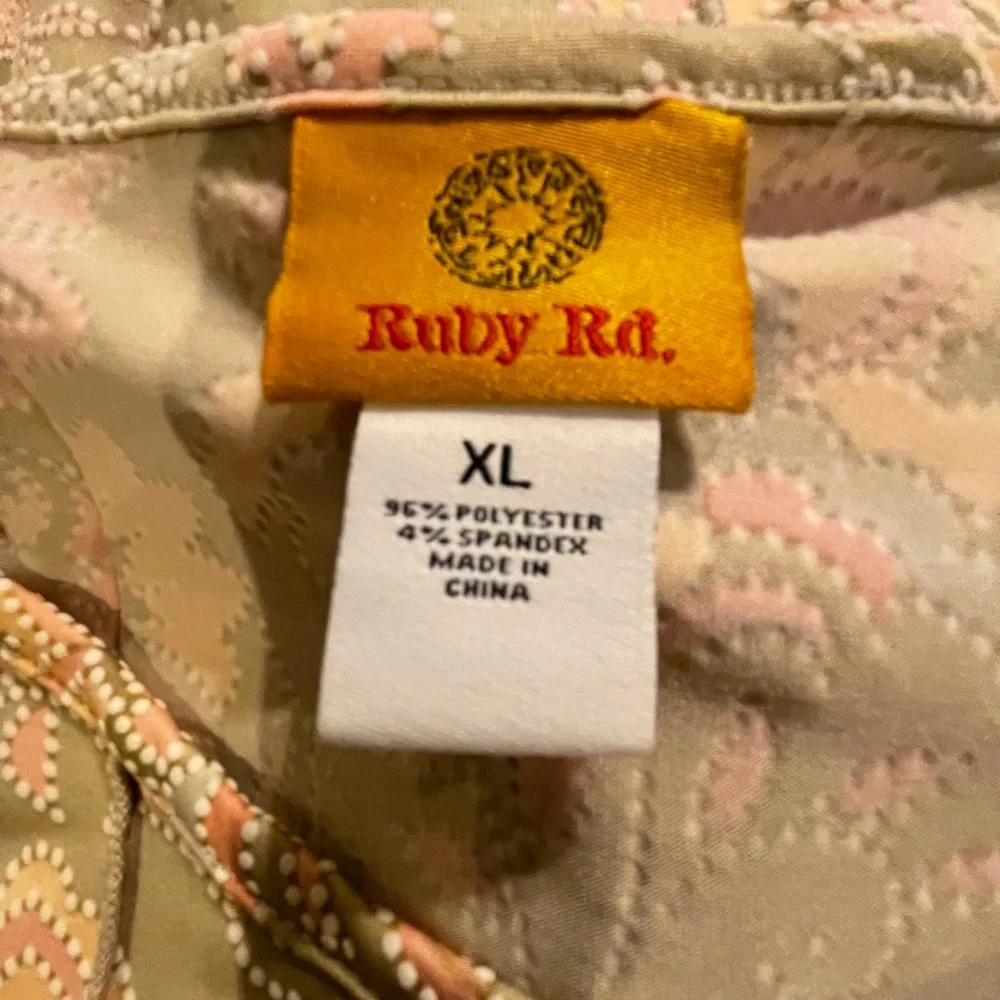 Ruby Rd.
XL
96% POLYESTER
4% SPANDEX
MADE IN
CHINA